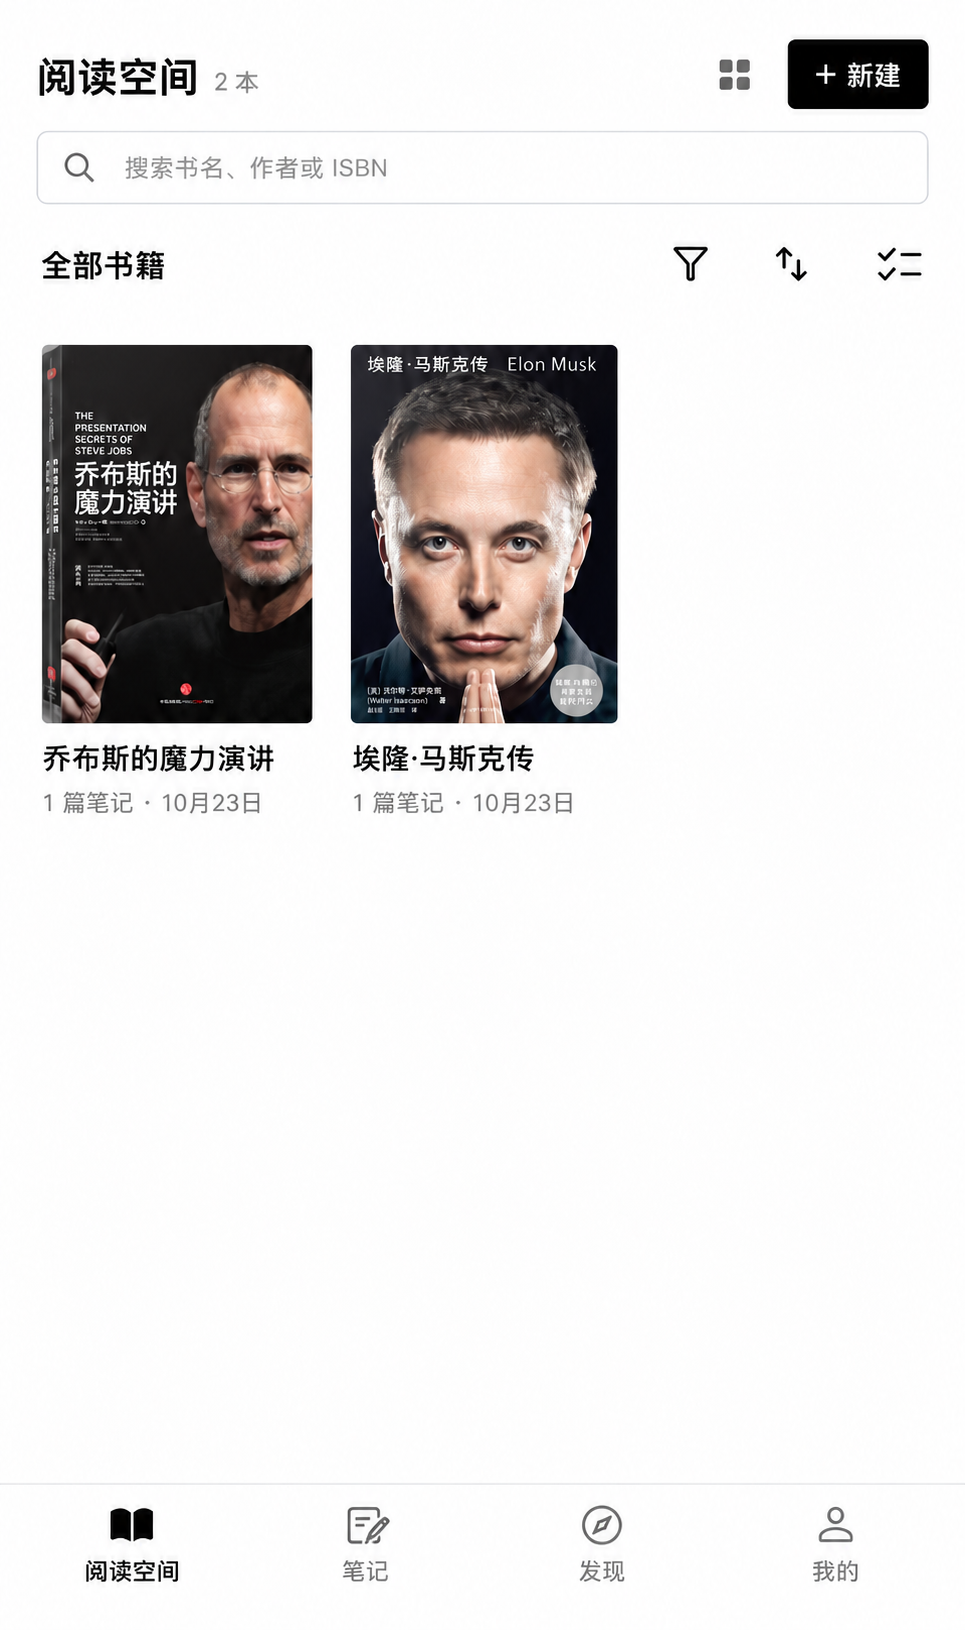 阅读空间 2 本
+ 新建
搜索书名、作者或 ISBN
全部书籍
THE
PRESENTATION
SECRETS OF
STEVE JOBS
乔布斯的
魔力演讲
埃隆·马斯克传 Elon Musk
(Walter Isaacson) 著
乔布斯的魔力演讲
1 篇笔记 · 10月23日
埃隆·马斯克传
1 篇笔记 · 10月23日
阅读空间
笔记
发现
我的